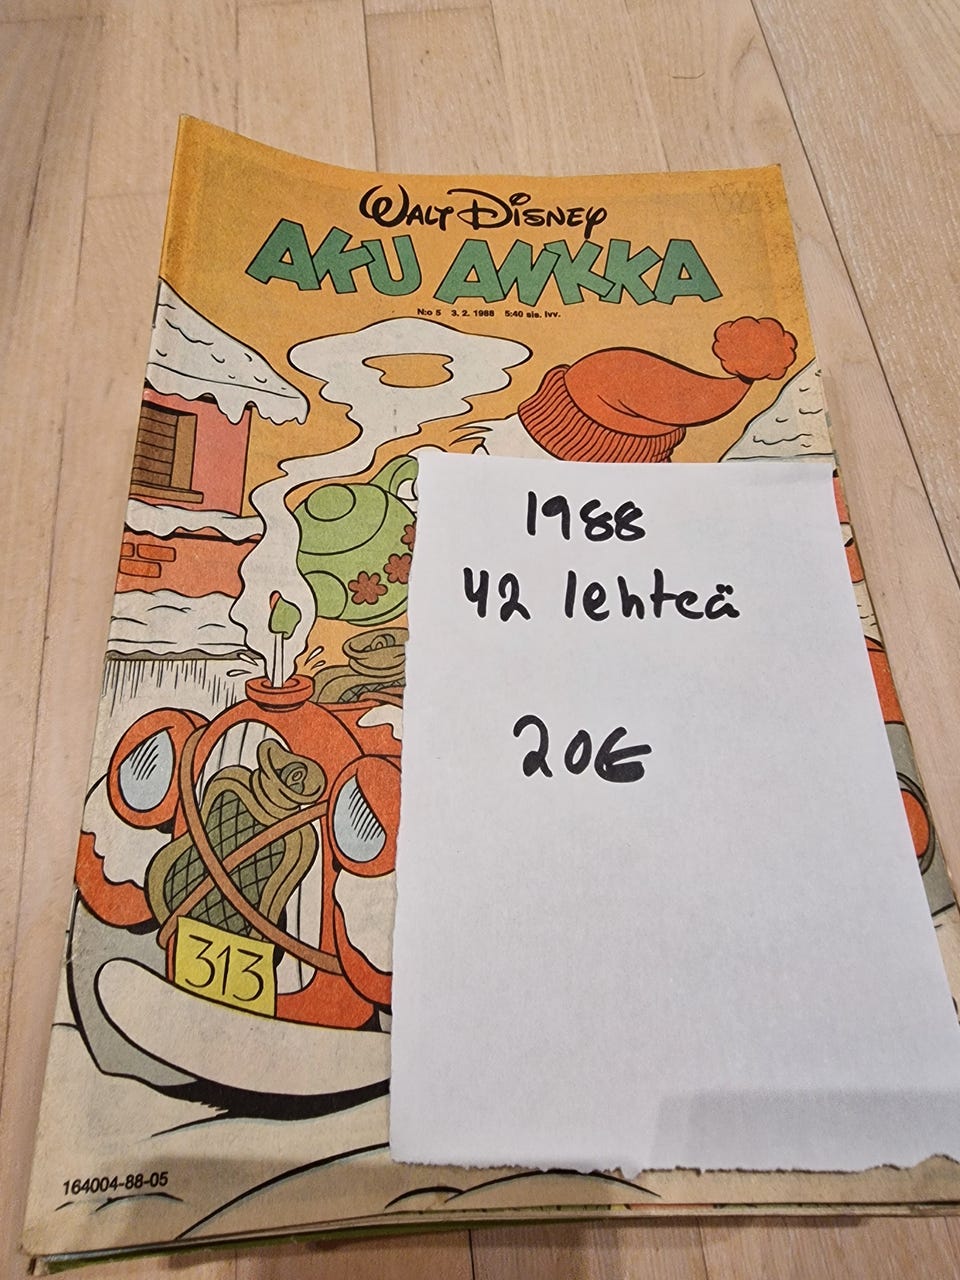 WALT DISNEY
AKU ANKKA
N:o 5 3. 2. 1988 5:40 sis. lvv.
1988
42 lehteä
20€
313
164004-88-05